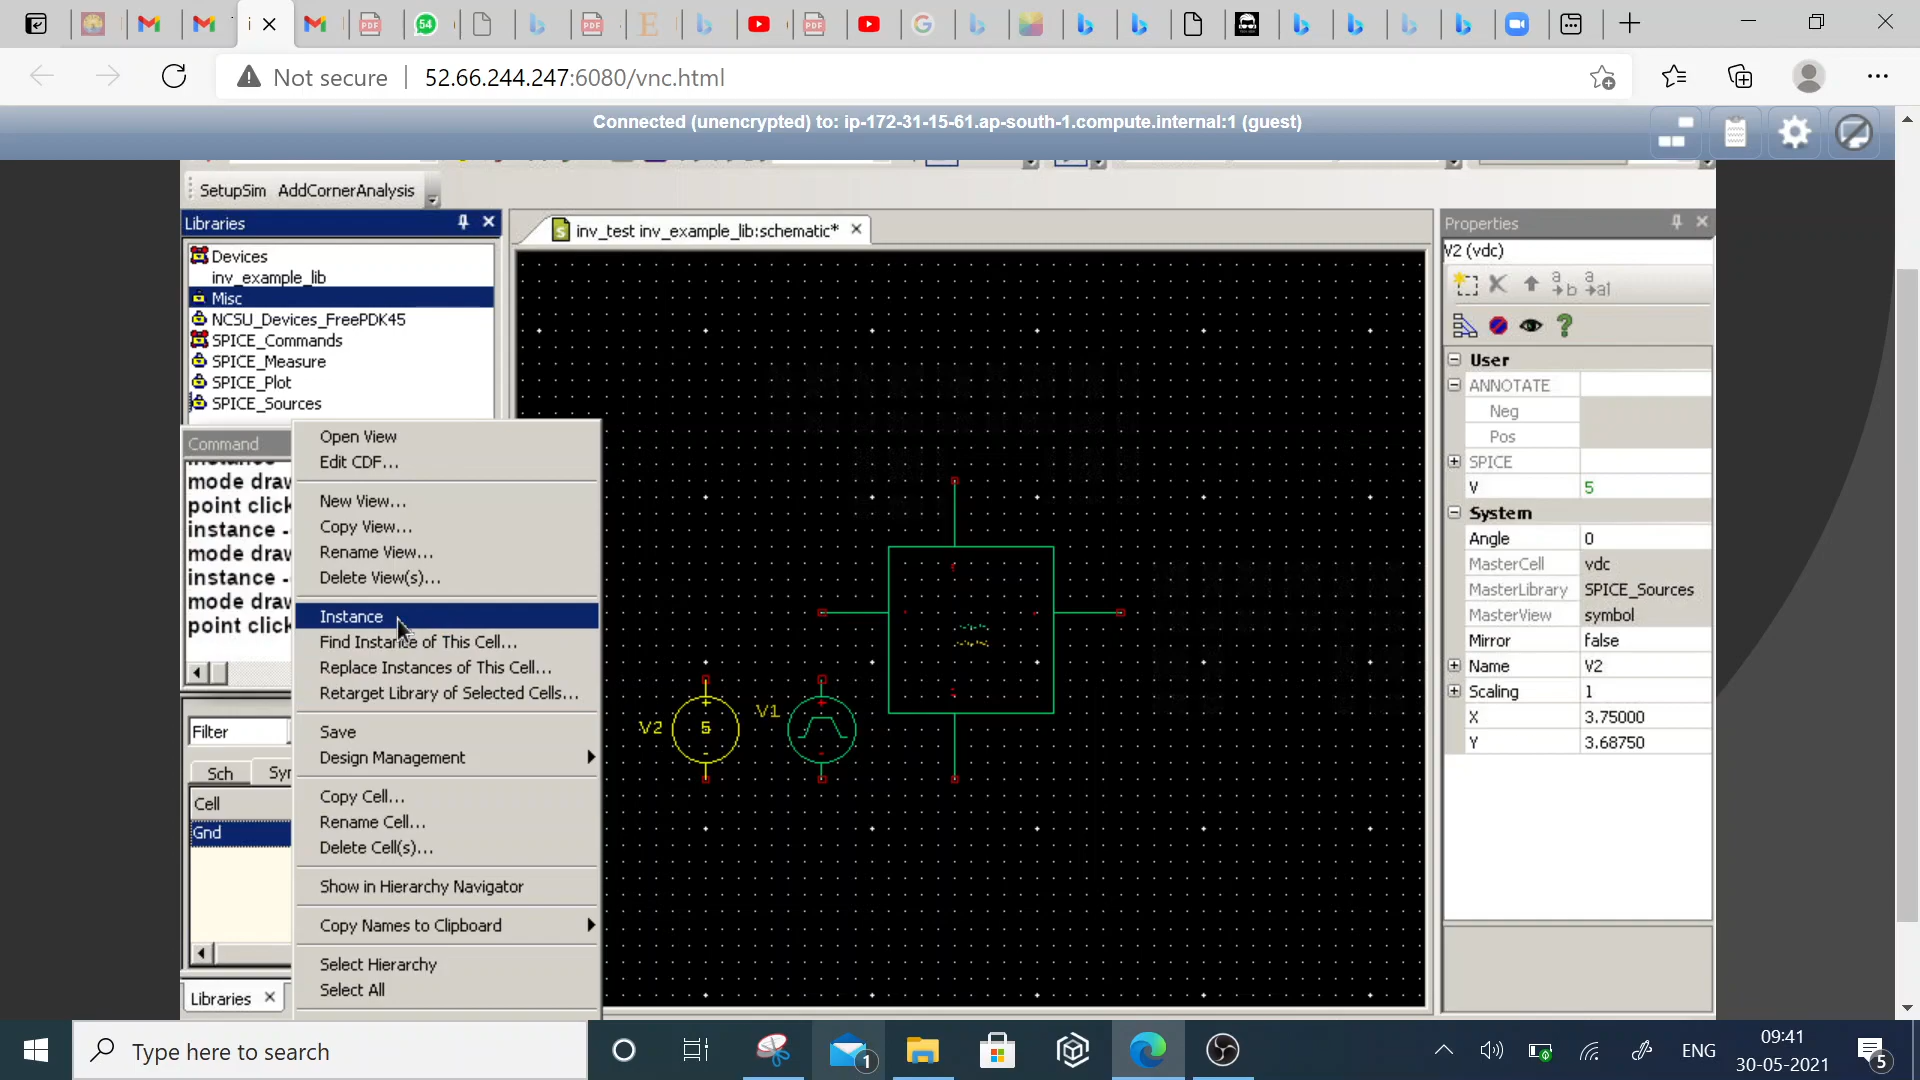 54
Not secure
52.66.244.247:6080/vnc.html
Connected (unencrypted) to: ip-172-31-15-61.ap-south-1.compute.internal:1 (guest)
SetupSim AddCornerAnalysis
Libraries
Devices
inv_example_lib
Misc
NCSU_Devices_FreePDK45
SPICE_Commands
SPICE_Measure
SPICE_Plot
SPICE_Sources
Command
mode drav
point click
instance -
mode drav
instance -
mode drav
point click
Filter
Sch Syr
Cell
Gnd
Libraries
Open View
Edit CDF...
New View...
Copy View...
Rename View...
Delete View(s)...
Instance
Find Instance of This Cell...
Replace Instances of This Cell...
Retarget Library of Selected Cells...
Save
Design Management
Copy Cell...
Rename Cell...
Delete Cell(s)...
Show in Hierarchy Navigator
Copy Names to Clipboard
Select Hierarchy
Select All
inv_test inv_example_lib:schematic*
V2
5
V1
Properties
V2 (vdc)
User
ANNOTATE
Neg
Pos
SPICE
V 5
System
Angle 0
MasterCell vdc
MasterLibrary SPICE_Sources
MasterView symbol
Mirror false
Name V2
Scaling 1
X 3.75000
Y 3.68750
Type here to search
1
ENG
09:41
30-05-2021
5